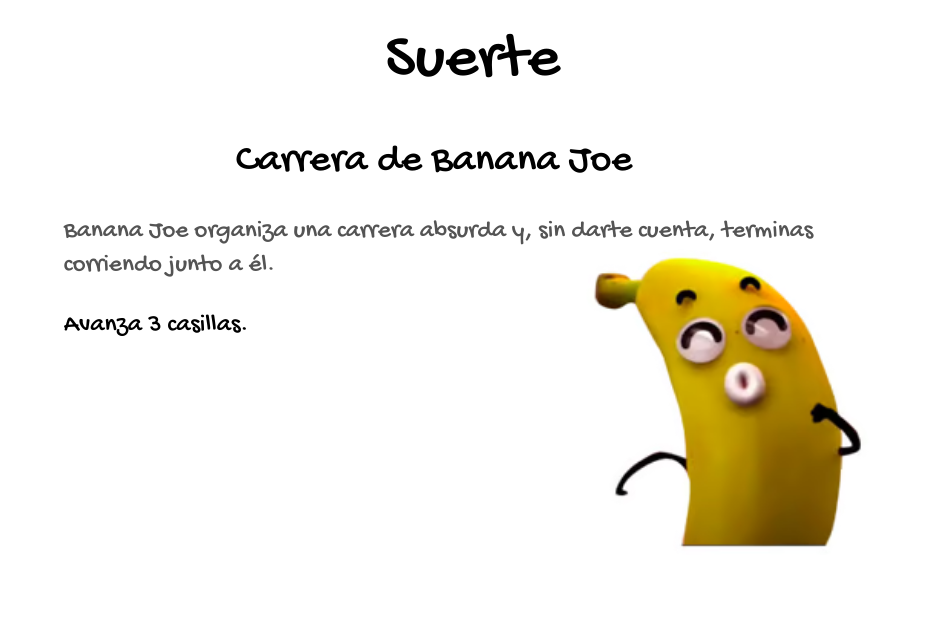 Suerte
Carrera de Banana Joe
Banana Joe organiza una carrera absurda y, sin darte cuenta, terminas
corriendo junto a él.
Avanza 3 casillas.